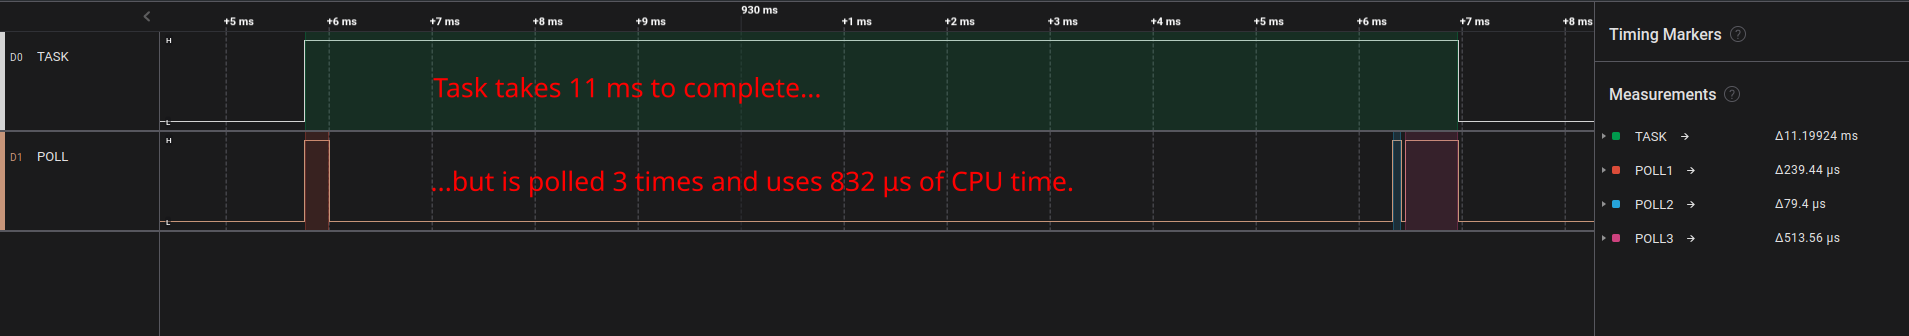 930 ms
+5 ms +6 ms +7 ms +8 ms +9 ms +1 ms +2 ms +3 ms +4 ms +5 ms +6 ms +7 ms +8 ms
D0 TASK
H
L
Task takes 11 ms to complete...
D1 POLL
H
L
...but is polled 3 times and uses 832 µs of CPU time.
Timing Markers ?
Measurements ?
TASK → Δ11.19924 ms
POLL1 → Δ239.44 µs
POLL2 → Δ79.4 µs
POLL3 → Δ513.56 µs